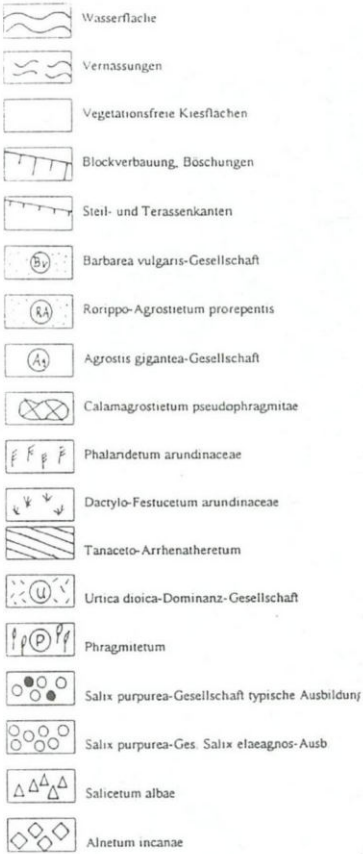 Wasserfläche
Vernassungen
Vegetationsfreie Kiesflächen
Blockverbauung, Böschungen
Steil- und Terassenkanten
Bv Barbarea vulgaris-Gesellschaft
RA Rorippo-Agrostietum prorepentis
Ag Agrostis gigantea-Gesellschaft
Calamagrostietum pseudophragmitae
Phalaridetum arundinaceae
Dactylo-Festucetum arundinaceae
Tanaceto-Arrhenatheretum
U Urtica dioica-Dominanz-Gesellschaft
P Phragmitetum
Salix purpurea-Gesellschaft typische Ausbildung
Salix purpurea-Ges. Salix elaeagnos-Ausb
Salicetum albae
Alnetum incanae